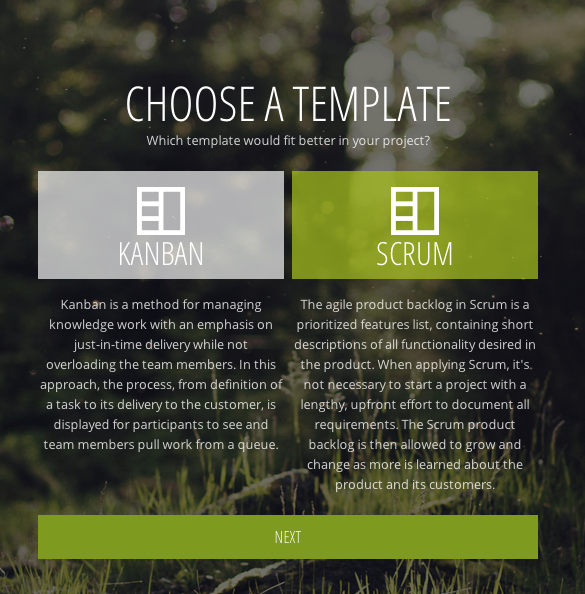 CHOOSE A TEMPLATE
Which template would fit better in your project?
KANBAN
Kanban is a method for managing
knowledge work with an emphasis on
just-in-time delivery while not
overloading the team members. In this
approach, the process, from definition of
a task to its delivery to the customer, is
displayed for participants to see and
team members pull work from a queue.
SCRUM
The agile product backlog in Scrum is a
prioritized features list, containing short
descriptions of all functionality desired in
the product. When applying Scrum, it's
not necessary to start a project with a
lengthy, upfront effort to document all
requirements. The Scrum product
backlog is then allowed to grow and
change as more is learned about the
product and its customers.
NEXT